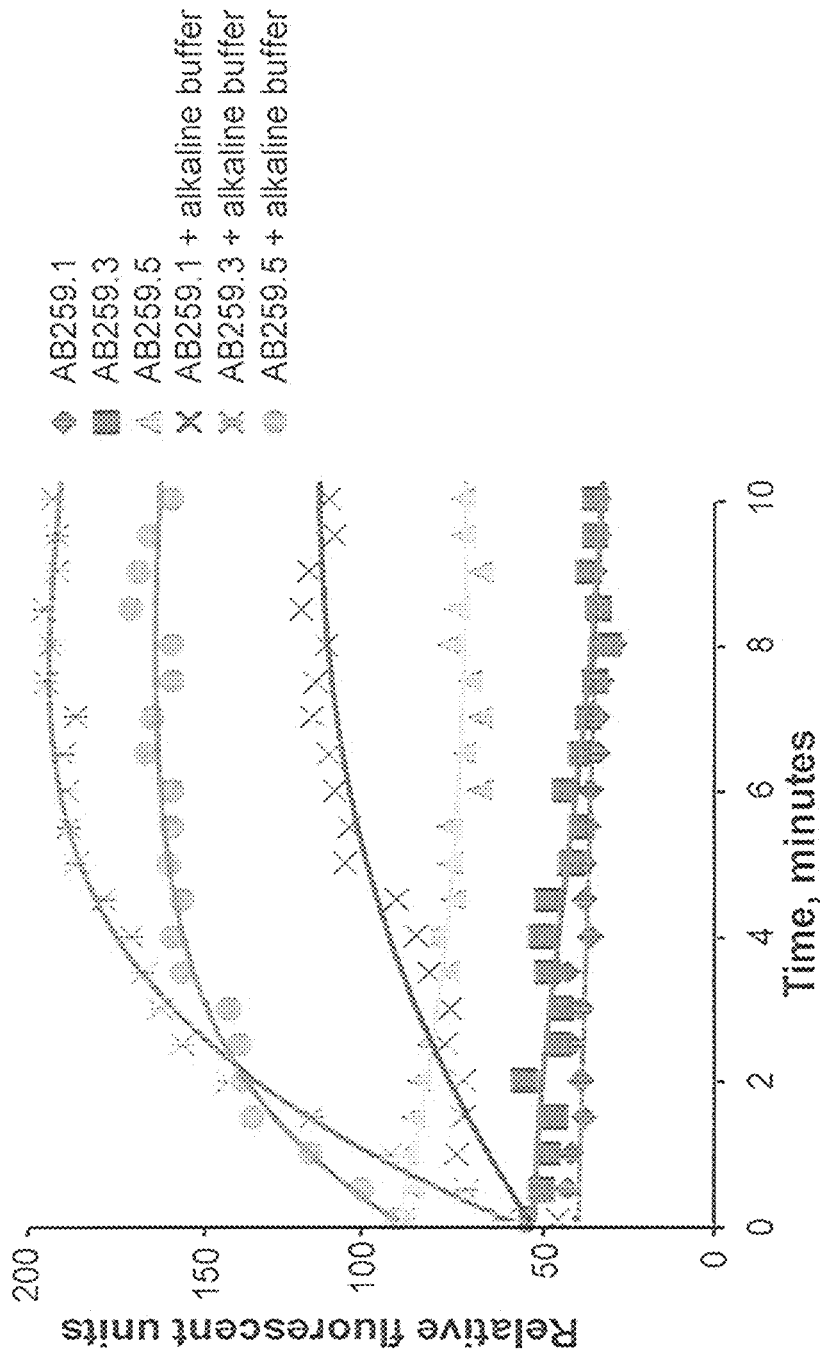 AB259.1
AB259.3
AB259.5
AB259.1 + alkaline buffer
AB259.3 + alkaline buffer
AB259.5 + alkaline buffer
Relative fluorescent units
200
150
100
50
0
0 2 4 6 8 10
Time, minutes